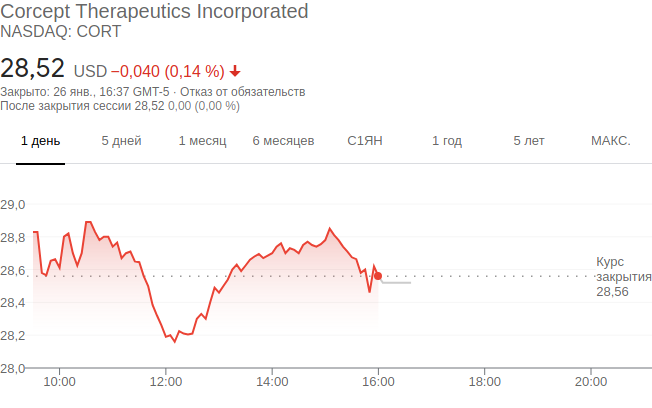 Corcept Therapeutics Incorporated
NASDAQ: CORT
28,52 USD −0,040 (0,14 %)
Закрыто: 26 янв., 16:37 GMT-5 · Отказ от обязательств
После закрытия сессии 28,52 0,00 (0,00 %)
1 день 5 дней 1 месяц 6 месяцев С1ЯН 1 год 5 лет МАКС.
29,0
28,8
28,6
28,4
28,2
28,0
Курс
закрытия
28,56
10:00 12:00 14:00 16:00 18:00 20:00